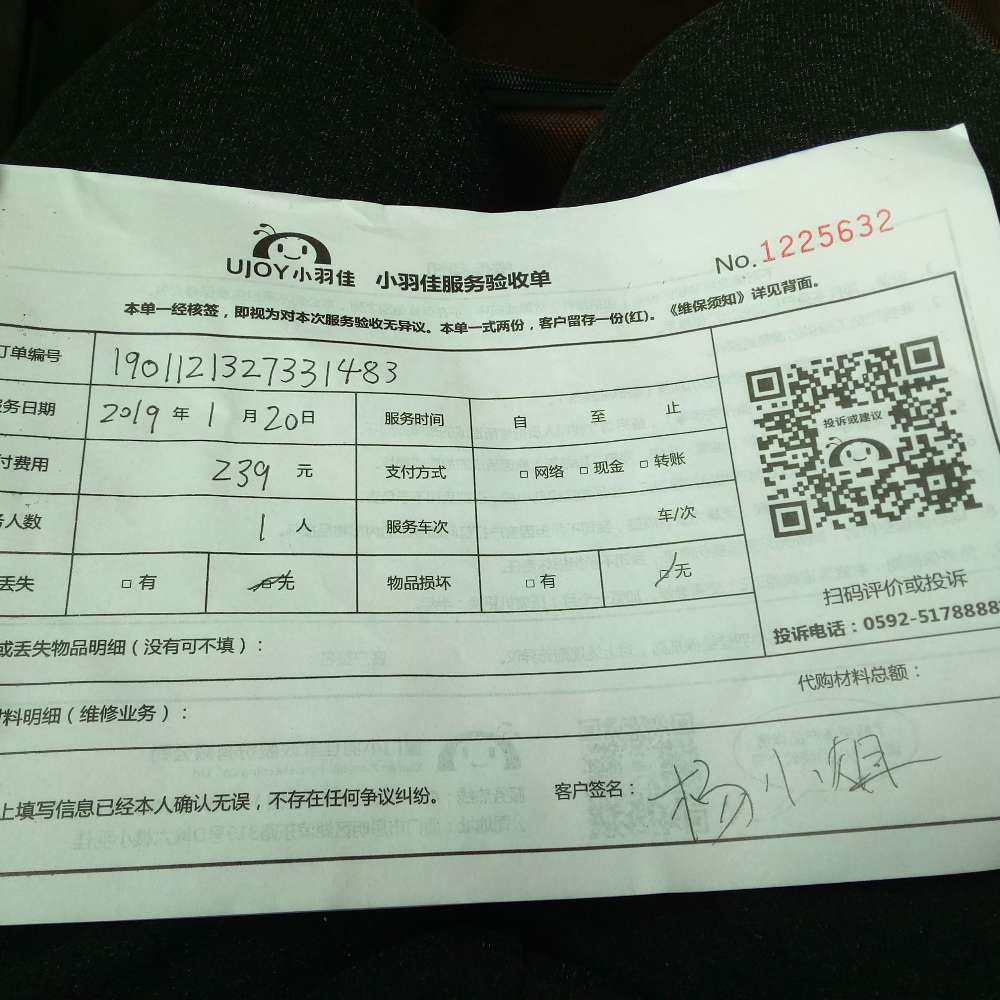 UJOY小羽佳 小羽佳服务验收单 No.1225632
本单一经核签，即视为对本次服务验收无异议。本单一式两份，客户留存一份(红)。《维保须知》详见背面。
订单编号 1901121327331483
务日期 2019年1月20日 服务时间 自 至 止
付费用 239元 支付方式 □网络 □现金 □转账
人数 1人 服务车次 车/次
丢失 □有 □无 物品损坏 □有 □无
投诉或建议
扫码评价或投诉
投诉电话：0592-5178888
或丢失物品明细（没有可不填）：
代购材料总额：
料明细（维修业务）：
上填写信息已经本人确认无误，不存在任何争议纠纷。 客户签名：杨小姐